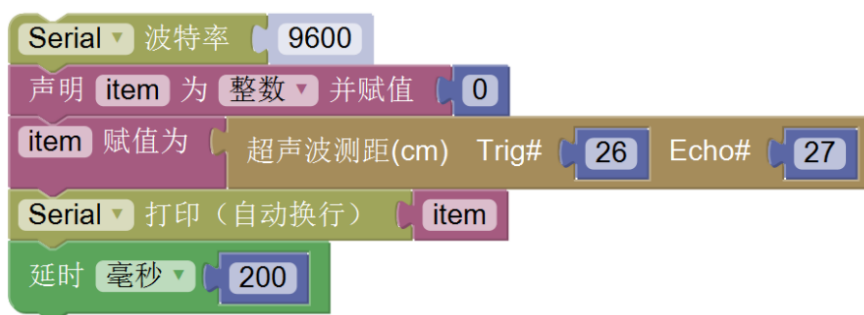 Serial 波特率 9600
声明 item 为 整数 并赋值 0
item 赋值为 超声波测距(cm) Trig# 26 Echo# 27
Serial 打印（自动换行） item
延时 毫秒 200